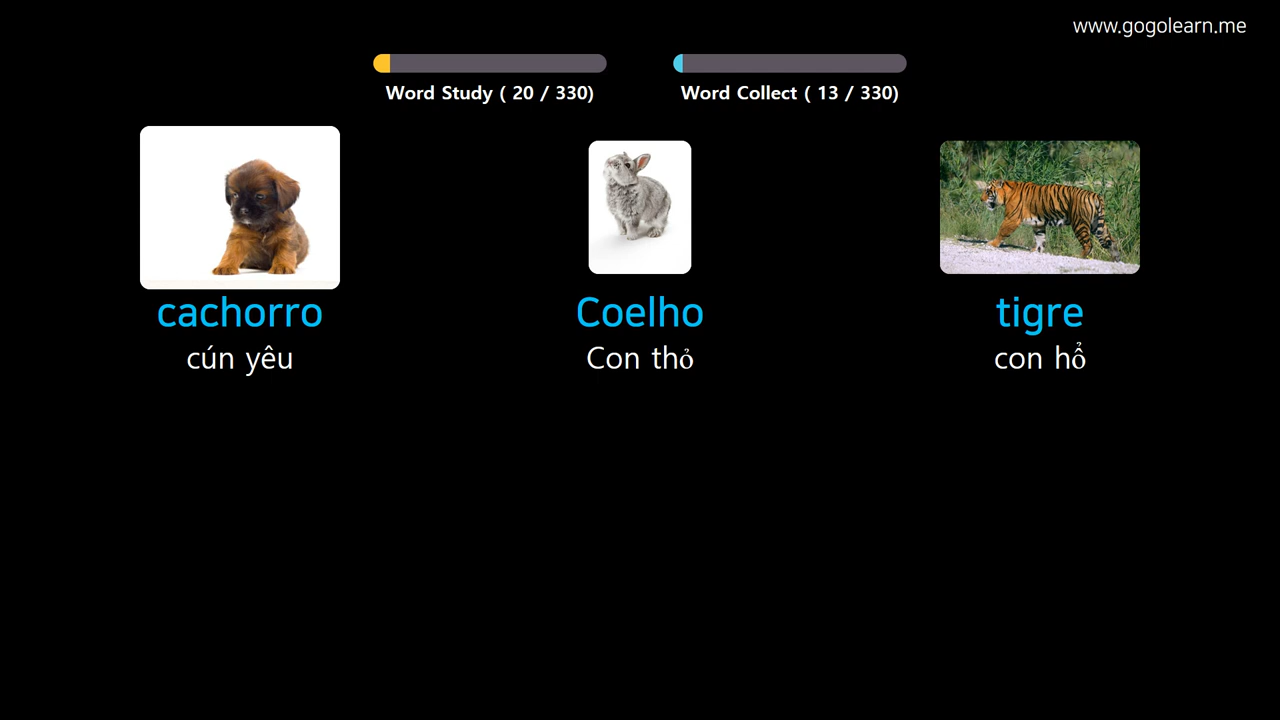 www.gogolearn.me
Word Study ( 20 / 330)
Word Collect ( 13 / 330)
cachorro
cún yêu
Coelho
Con thỏ
tigre
con hổ